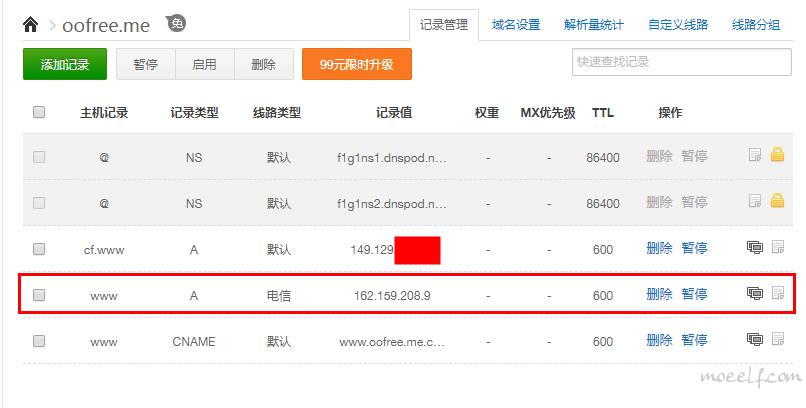 oofree.me 免
记录管理 域名设置 解析量统计 自定义线路 线路分组
添加记录 暂停 启用 删除 99元限时升级 快速查找记录
主机记录 记录类型 线路类型 记录值 权重 MX优先级 TTL 操作
@ NS 默认 f1g1ns1.dnspod.n... - - 86400 删除 暂停
@ NS 默认 f1g1ns2.dnspod.n... - - 86400 删除 暂停
cf.www A 默认 149.129 - - 600 删除 暂停
www A 电信 162.159.208.9 - - 600 删除 暂停
www CNAME 默认 www.oofree.me.c... - - 600 删除 暂停
moeelf.com